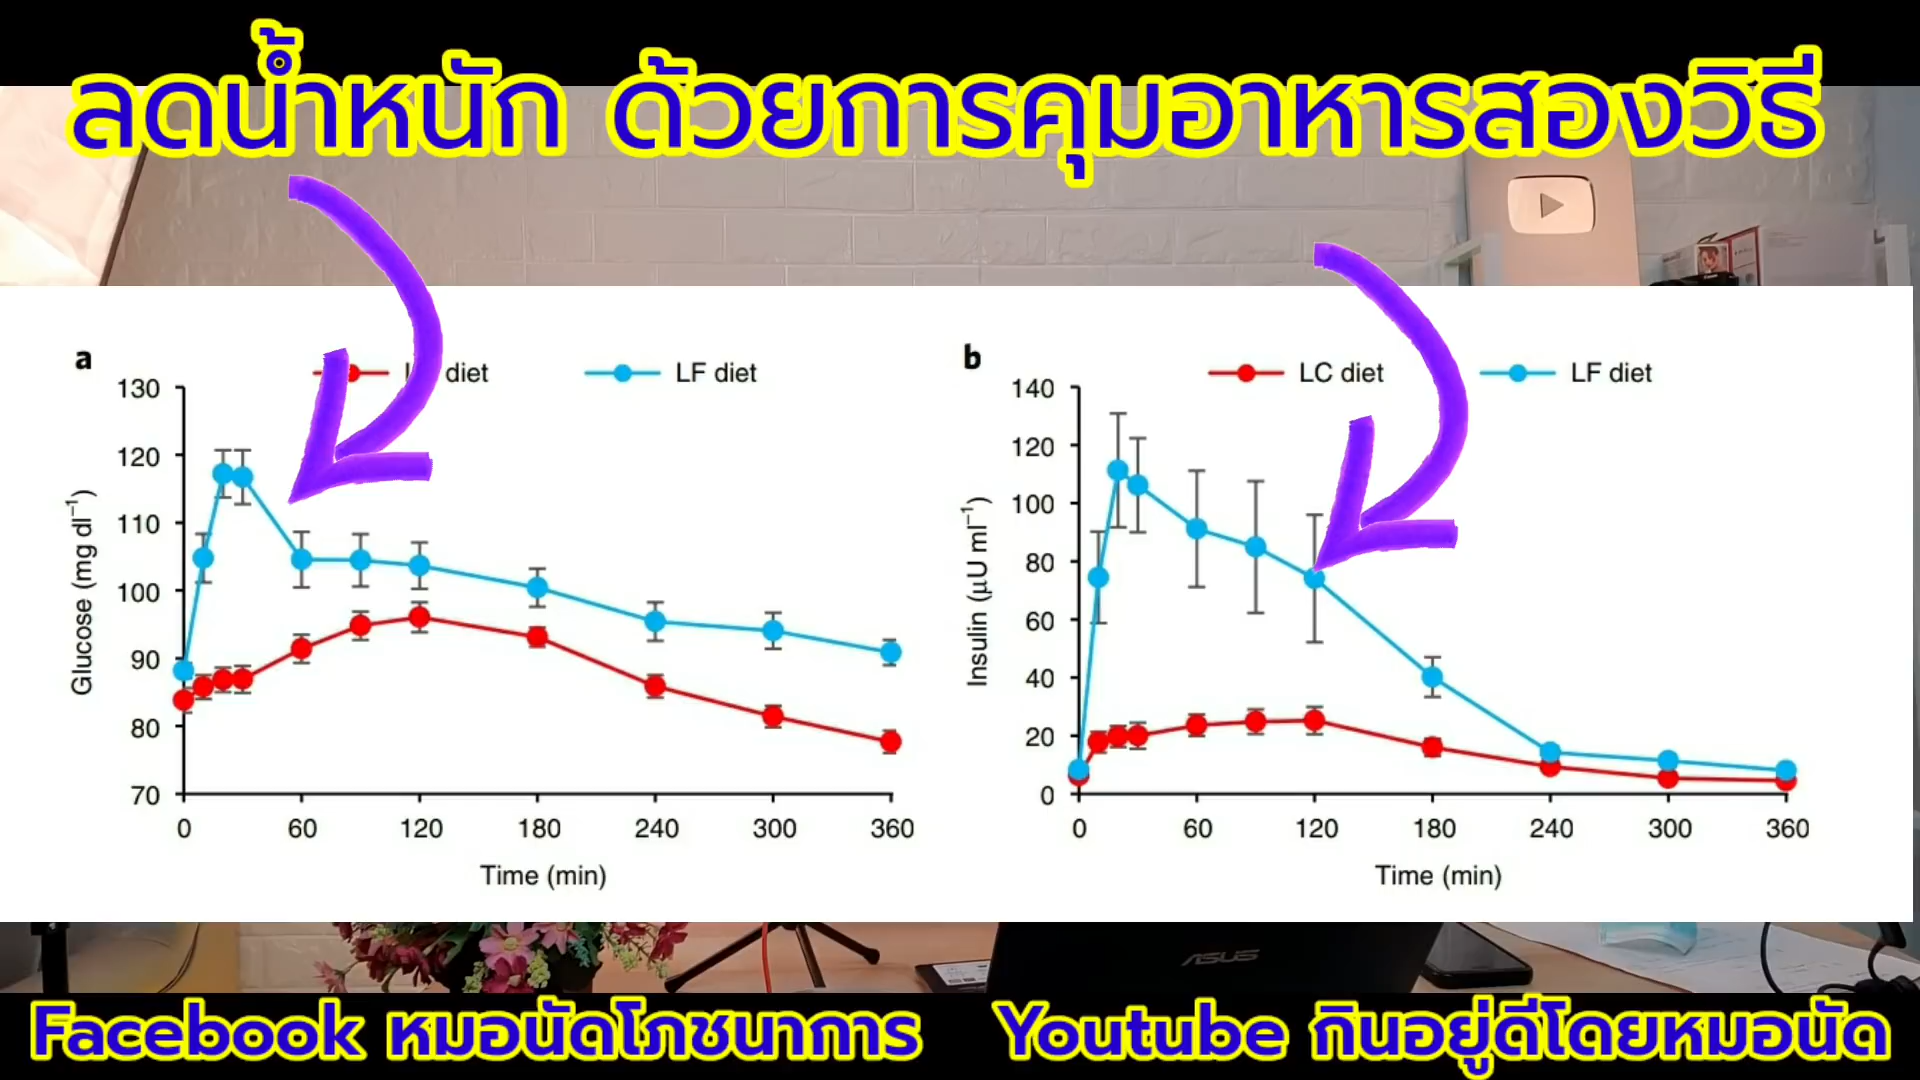 ลดน้ำหนัก ด้วยการคุมอาหารสองวิธี
a
diet
LF diet
130
120
110
100
90
80
70
Glucose (mg dl⁻¹)
0 60 120 180 240 300 360
Time (min)
b
LC diet
LF diet
140
120
100
80
60
40
20
0
Insulin (µU ml⁻¹)
0 60 120 180 240 300 360
Time (min)
ASUS
Facebook หมอนัดโภชนาการ
Youtube กินอยู่ดีโดยหมอนัด